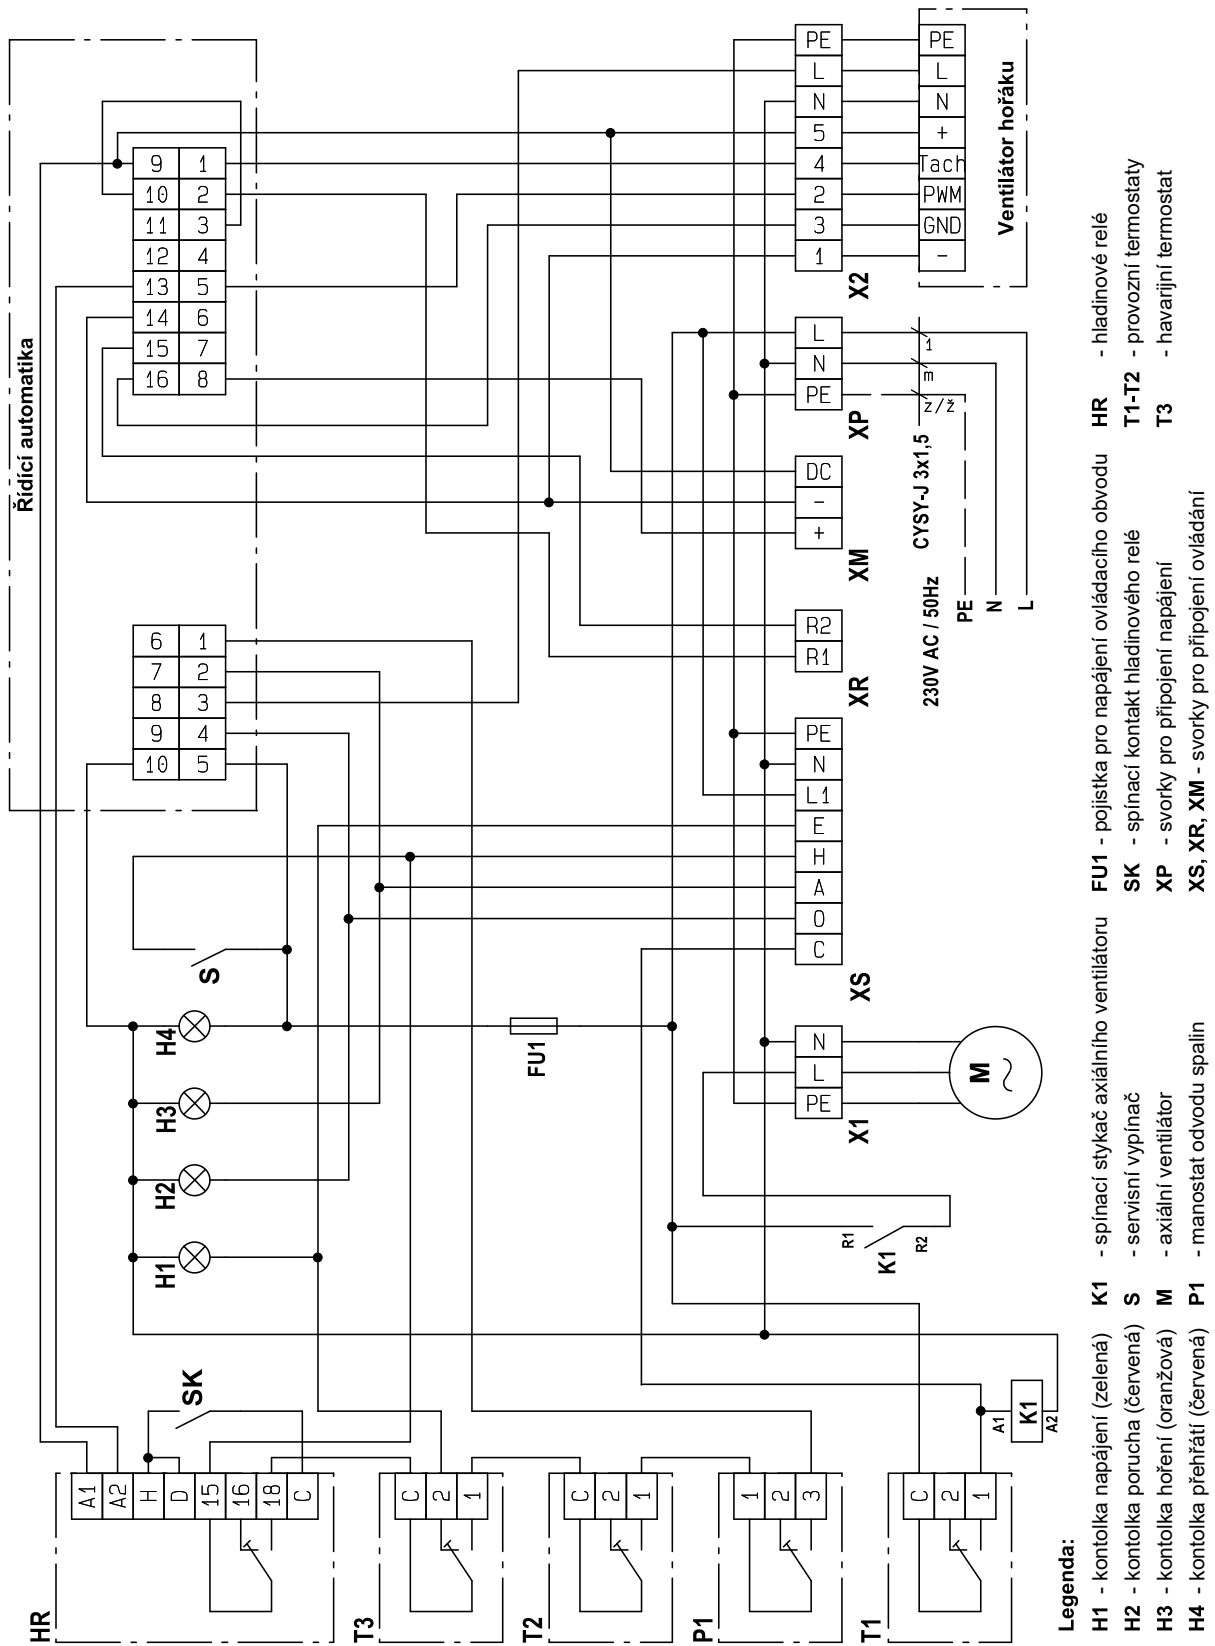 Řídící automatika
9 1
10 2
11 3
12 4
13 5
14 6
15 7
16 8
6 1
7 2
8 3
9 4
10 5
S
H4
H3
H2
H1
FU1
SK
PE PE
L L
N N
5 +
4 Tach
2 PWM
3 GND
1 -
X2
Ventilátor hořáku
L
N
PE
XP
1
m
z/ž
CYSY-J 3x1,5
230V AC / 50Hz
PE
N
L
DC
-
+
XM
R2
R1
XR
PE
N
L1
E
H
A
O
C
XS
N
L
PE
X1
M
R1
K1
R2
A1
K1
A2
HR
A1
A2
H
D
15
16
18
C
T3
C
2
1
T2
C
2
1
P1
1
2
3
T1
C
2
1
Legenda:
H1 - kontolka napájení (zelená)
H2 - kontolka porucha (červená)
H3 - kontolka hoření (oranžová)
H4 - kontolka přehřátí (červená)
K1 - spínací stykač axiálního ventilátoru
S - servisní vypínač
M - axiální ventilátor
P1 - manostat odvodu spalin
FU1 - pojistka pro napájení ovládacího obvodu
SK - spínací kontakt hladinového relé
XP - svorky pro připojení napájení
XS, XR, XM - svorky pro připojení ovládání
HR - hladinové relé
T1-T2 - provozní termostaty
T3 - havarijní termostat